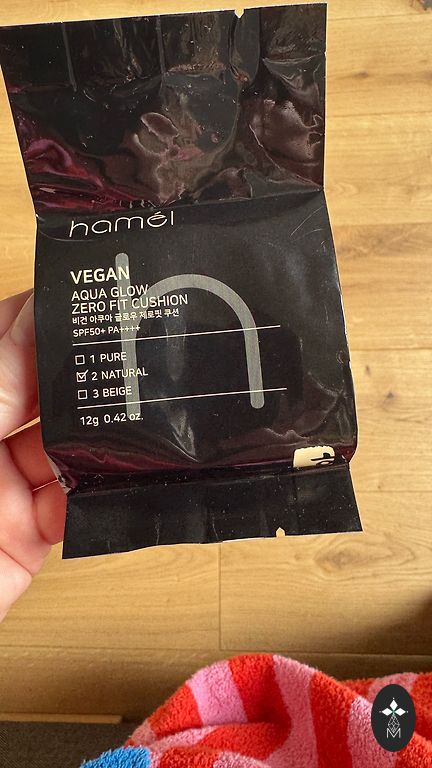 hamél
VEGAN
AQUA GLOW
ZERO FIT CUSHION
비건 아쿠아 글로우 제로핏 쿠션
SPF50+ PA++++
1 PURE
2 NATURAL
3 BEIGE
12g 0.42 oz.